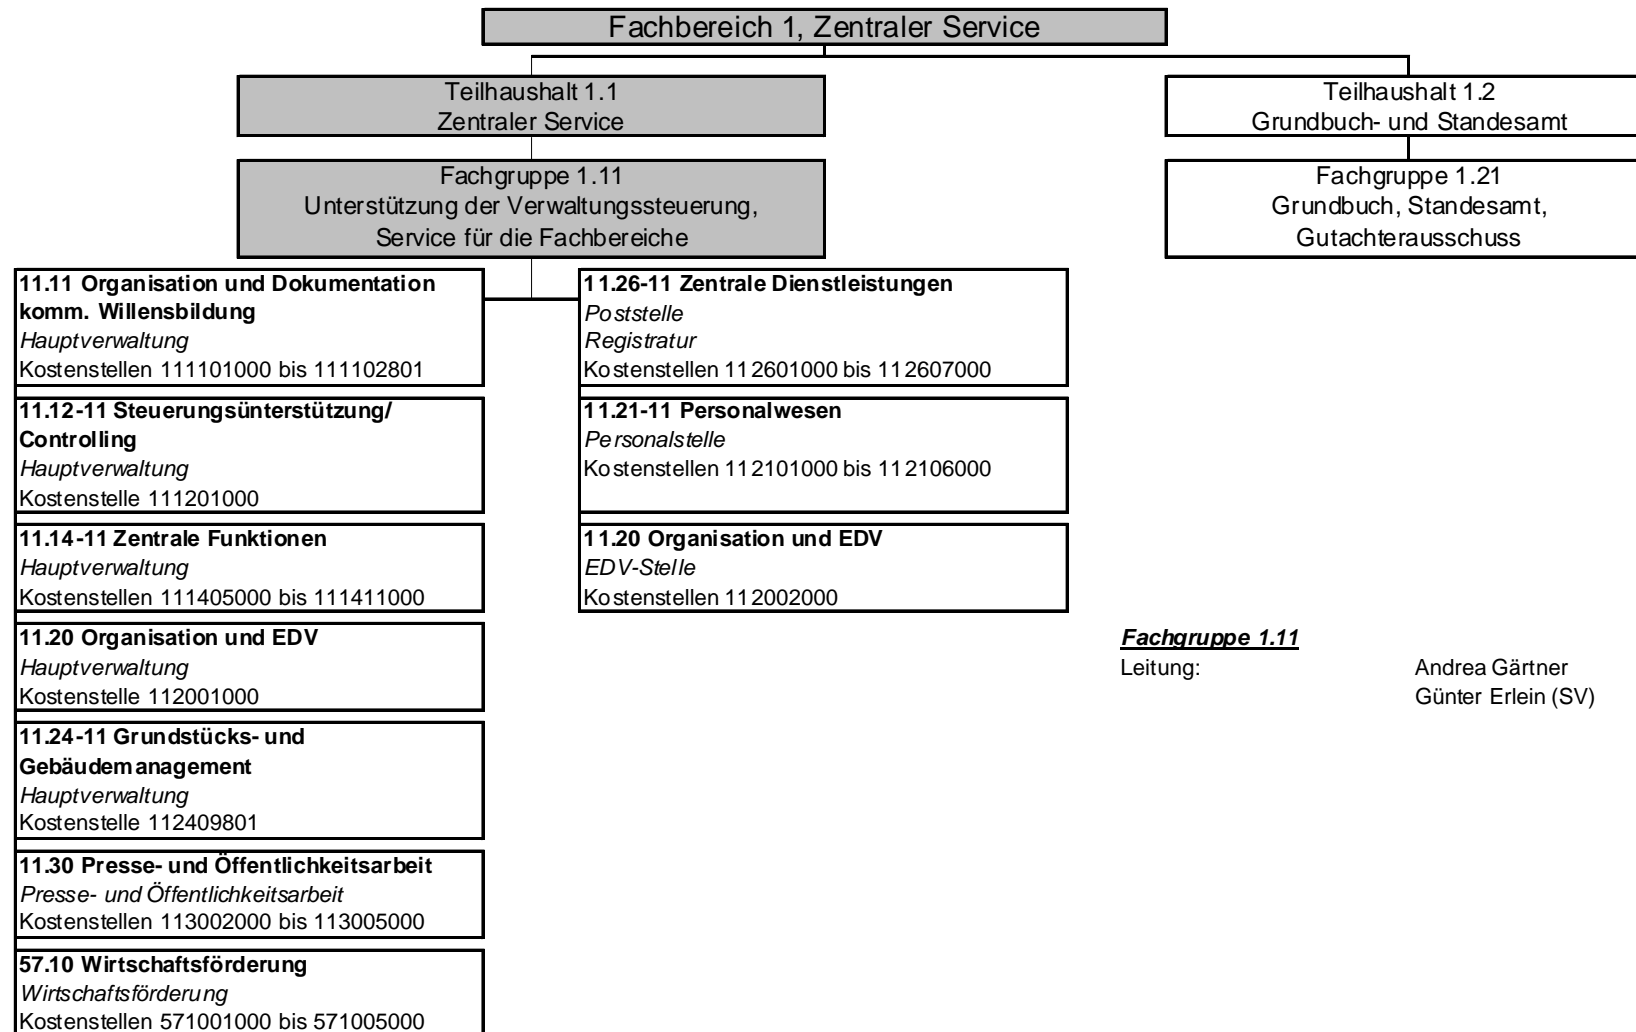 Fachbereich 1, Zentraler Service
Teilhaushalt 1.1
Zentraler Service
Teilhaushalt 1.2
Grundbuch- und Standesamt
Fachgruppe 1.11
Unterstützung der Verwaltungssteuerung,
Service für die Fachbereiche
Fachgruppe 1.21
Grundbuch, Standesamt,
Gutachterausschuss
11.11 Organisation und Dokumentation
komm. Willensbildung
Hauptverwaltung
Kostenstellen 111101000 bis 111102801
11.12-11 Steuerungsünterstützung/
Controlling
Hauptverwaltung
Kostenstelle 111201000
11.14-11 Zentrale Funktionen
Hauptverwaltung
Kostenstellen 111405000 bis 111411000
11.20 Organisation und EDV
Hauptverwaltung
Kostenstelle 112001000
11.24-11 Grundstücks- und
Gebäudemanagement
Hauptverwaltung
Kostenstelle 112409801
11.30 Presse- und Öffentlichkeitsarbeit
Presse- und Öffentlichkeitsarbeit
Kostenstellen 113002000 bis 113005000
57.10 Wirtschaftsförderung
Wirtschaftsförderung
Kostenstellen 571001000 bis 571005000
11.26-11 Zentrale Dienstleistungen
Poststelle
Registratur
Kostenstellen 112601000 bis 112607000
11.21-11 Personalwesen
Personalstelle
Kostenstellen 112101000 bis 112106000
11.20 Organisation und EDV
EDV-Stelle
Kostenstellen 112002000
Fachgruppe 1.11
Leitung: Andrea Gärtner
Günter Erlein (SV)